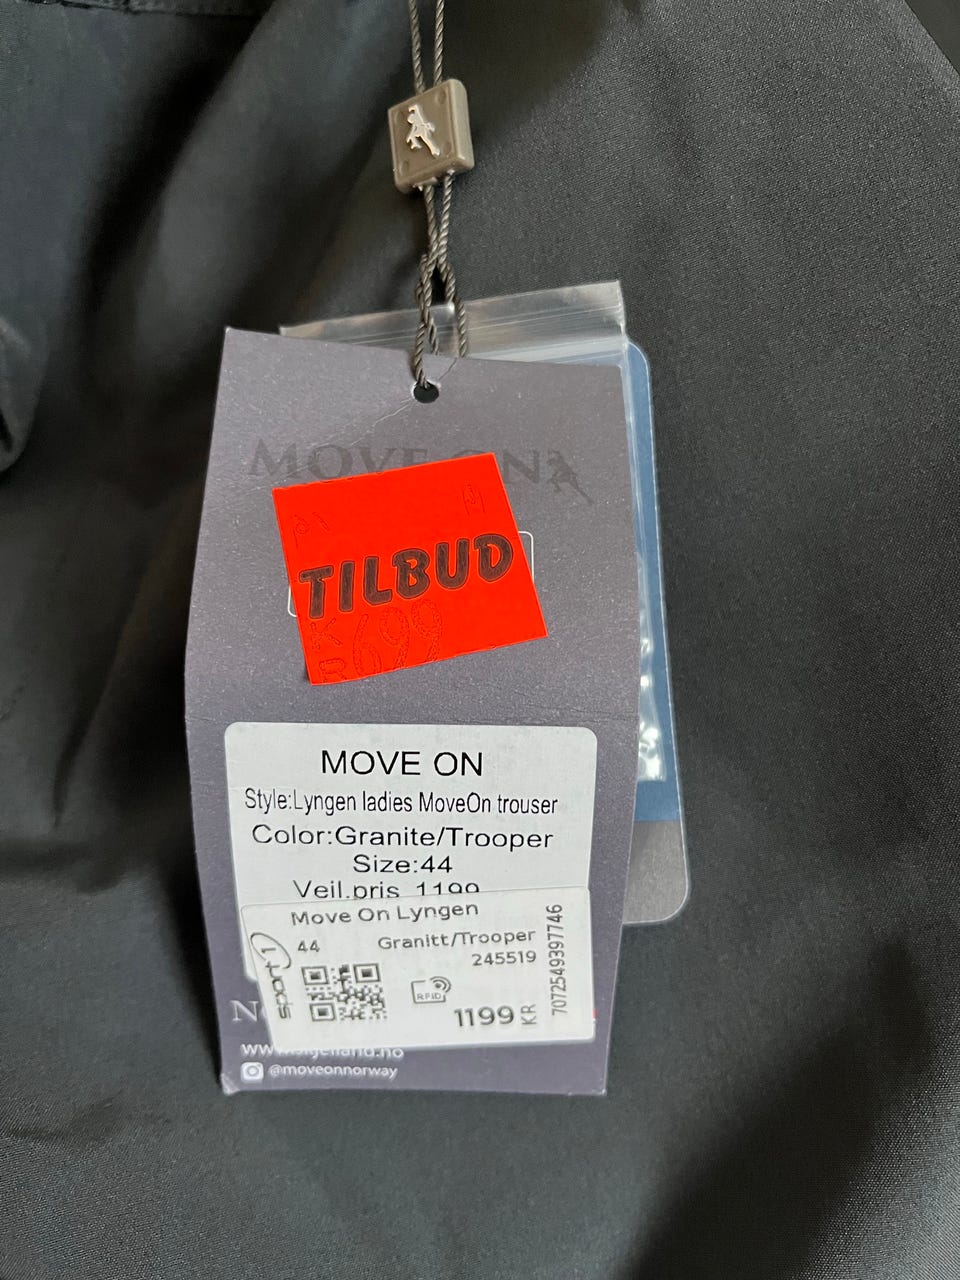 MOVE ON
TILBUD
KR 699
MOVE ON
Style:Lyngen ladies MoveOn trouser
Color:Granite/Trooper
Size:44
Veil.pris 1199
Move On Lyngen
sport 1
44
Granitt/Trooper
245519
RFID
1199 KR
7072549397746
@moveonnorway